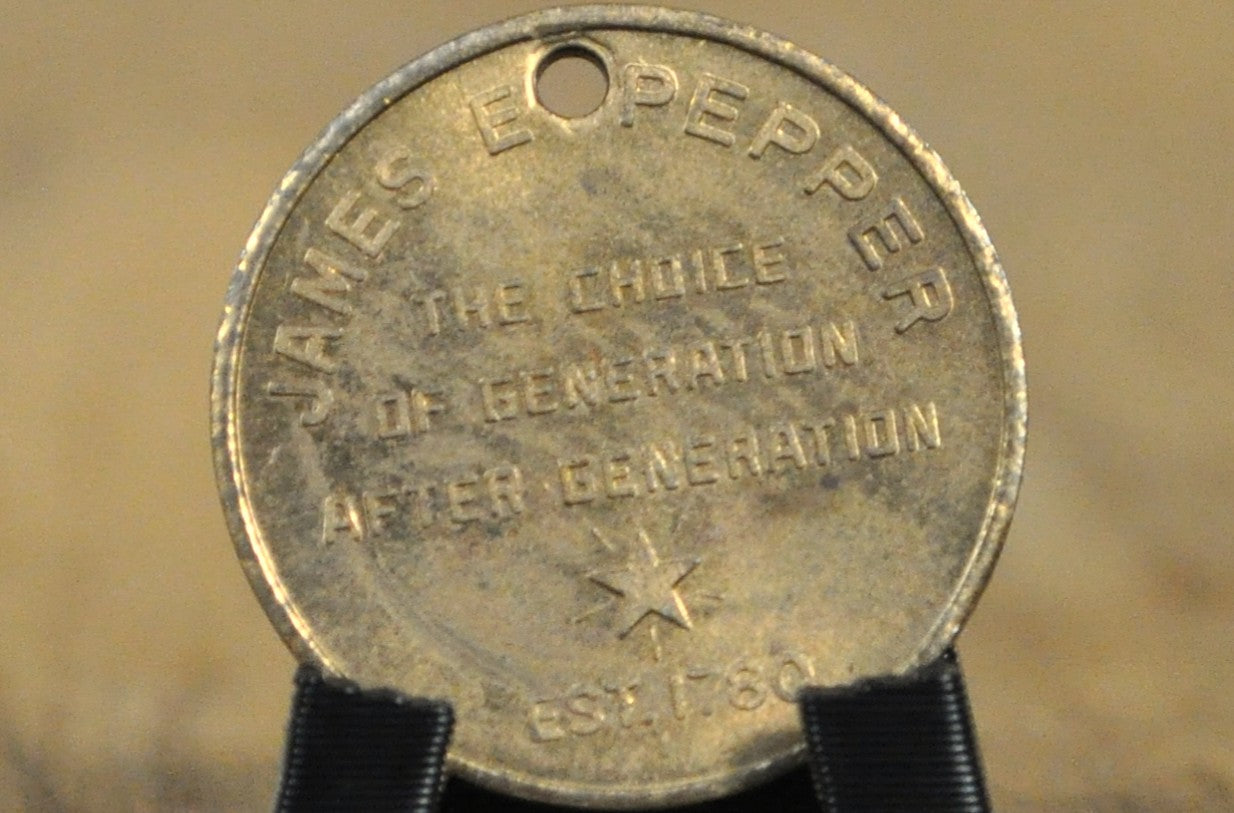 JAMES E PEPPER
THE CHOICE
OF GENERATION
AFTER GENERATION
EST. 1780